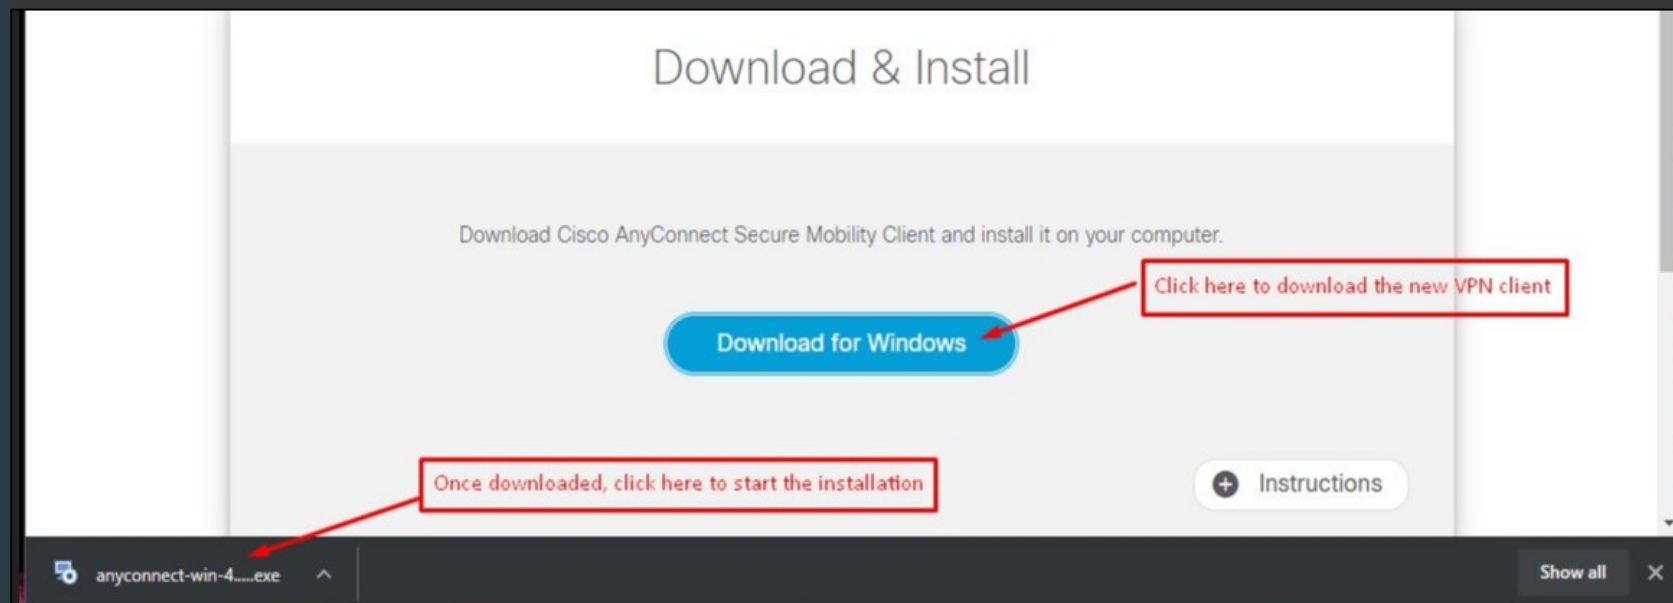 Download & Install
Download Cisco AnyConnect Secure Mobility Client and install it on your computer.
Click here to download the new VPN client
Download for Windows
Once downloaded, click here to start the installation
Instructions
anyconnect-win-4.....exe
Show all